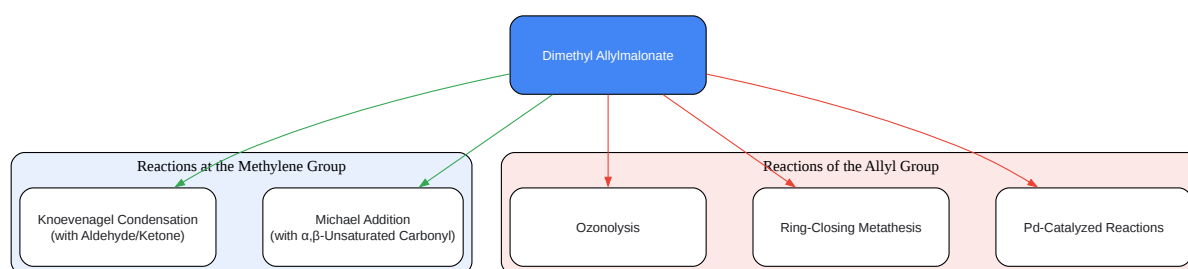 Dimethyl Allylmalonate
Reactions at the Methylene Group
Reactions of the Allyl Group
Knoevenagel Condensation
(with Aldehyde/Ketone)
Michael Addition
(with α,β-Unsaturated Carbonyl)
Ozonolysis
Ring-Closing Metathesis
Pd-Catalyzed Reactions